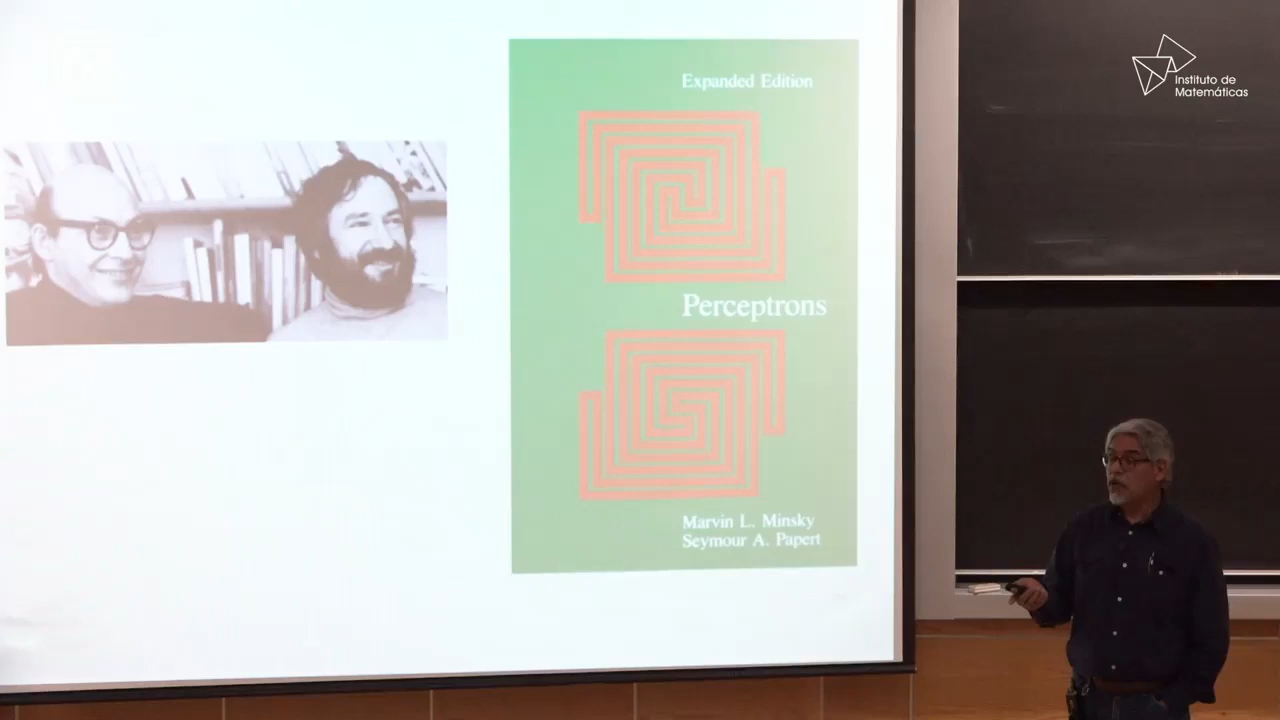 Expanded Edition
Perceptrons
Marvin L. Minsky
Seymour A. Papert
Instituto de
Matemáticas